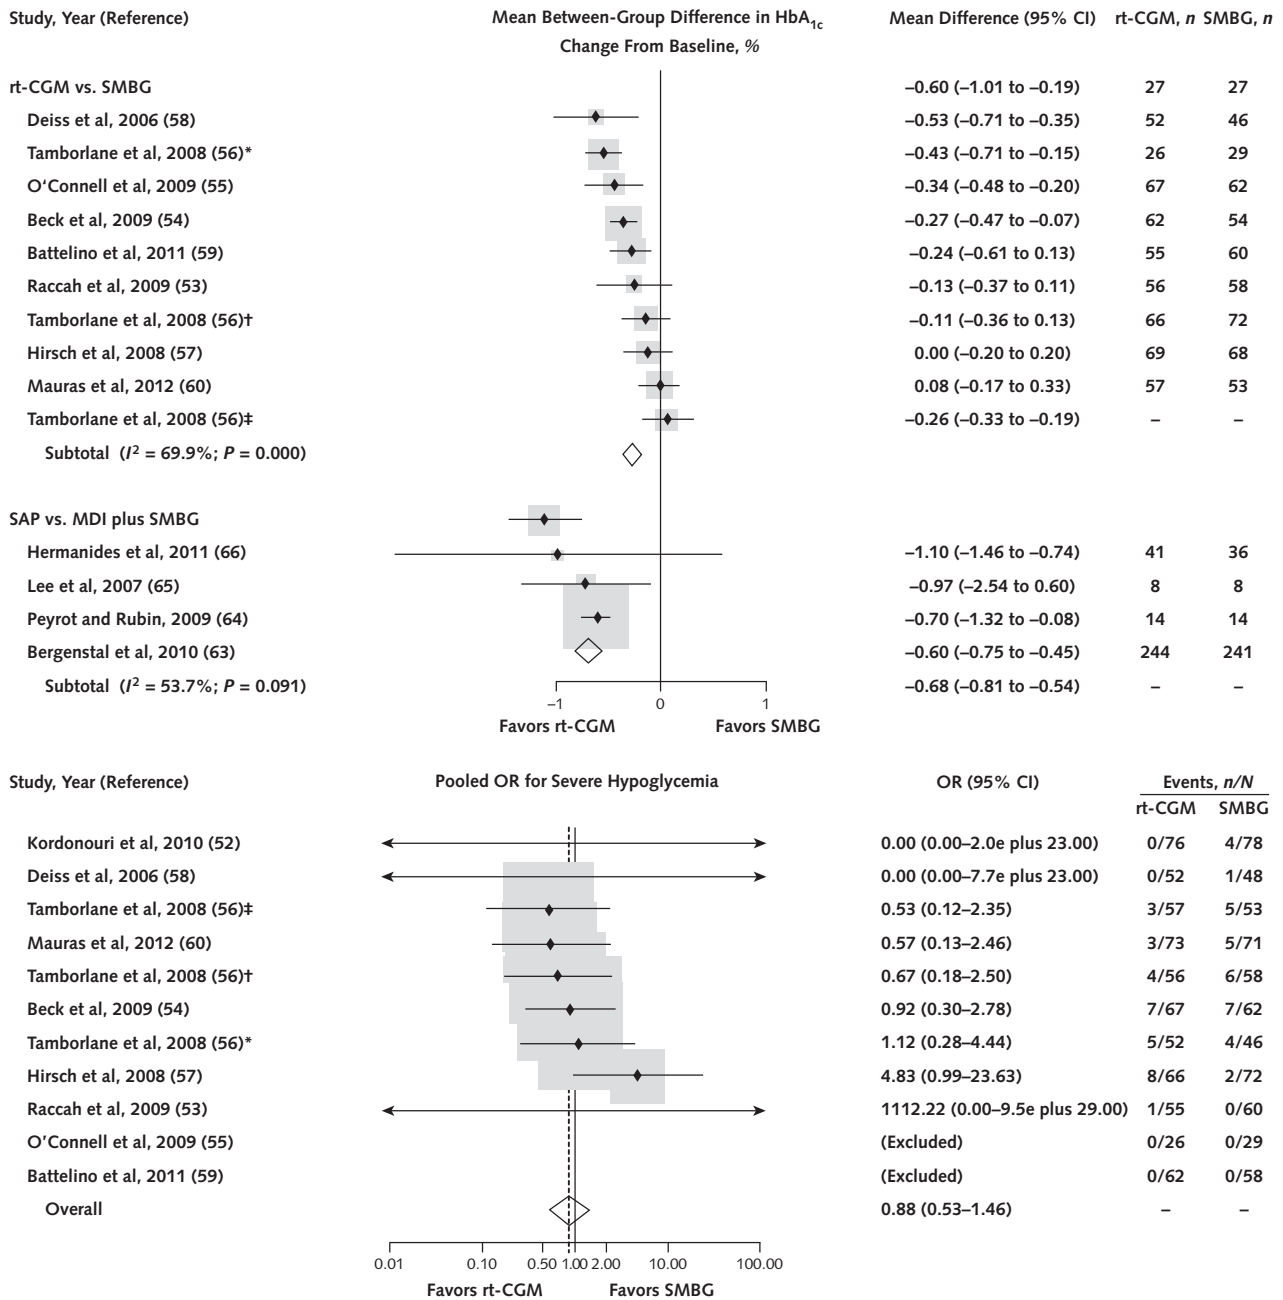 Study, Year (Reference) Mean Between-Group Difference in HbA1c Mean Difference (95% CI) rt-CGM, n SMBG, n
Change From Baseline, %
rt-CGM vs. SMBG –0.60 (–1.01 to –0.19) 27 27
Deiss et al, 2006 (58) –0.53 (–0.71 to –0.35) 52 46
Tamborlane et al, 2008 (56)* –0.43 (–0.71 to –0.15) 26 29
O‘Connell et al, 2009 (55) –0.34 (–0.48 to –0.20) 67 62
Beck et al, 2009 (54) –0.27 (–0.47 to –0.07) 62 54
Battelino et al, 2011 (59) –0.24 (–0.61 to 0.13) 55 60
Raccah et al, 2009 (53) –0.13 (–0.37 to 0.11) 56 58
Tamborlane et al, 2008 (56)† –0.11 (–0.36 to 0.13) 66 72
Hirsch et al, 2008 (57) 0.00 (–0.20 to 0.20) 69 68
Mauras et al, 2012 (60) 0.08 (–0.17 to 0.33) 57 53
Tamborlane et al, 2008 (56)‡ –0.26 (–0.33 to –0.19) – –
Subtotal (I² = 69.9%; P = 0.000)
SAP vs. MDI plus SMBG
Hermanides et al, 2011 (66) –1.10 (–1.46 to –0.74) 41 36
Lee et al, 2007 (65) –0.97 (–2.54 to 0.60) 8 8
Peyrot and Rubin, 2009 (64) –0.70 (–1.32 to –0.08) 14 14
Bergenstal et al, 2010 (63) –0.60 (–0.75 to –0.45) 244 241
Subtotal (I² = 53.7%; P = 0.091) –0.68 (–0.81 to –0.54) – –
–1 0 1
Favors rt-CGM Favors SMBG
Study, Year (Reference) Pooled OR for Severe Hypoglycemia OR (95% CI) Events, n/N
rt-CGM SMBG
Kordonouri et al, 2010 (52) 0.00 (0.00–2.0e plus 23.00) 0/76 4/78
Deiss et al, 2006 (58) 0.00 (0.00–7.7e plus 23.00) 0/52 1/48
Tamborlane et al, 2008 (56)‡ 0.53 (0.12–2.35) 3/57 5/53
Mauras et al, 2012 (60) 0.57 (0.13–2.46) 3/73 5/71
Tamborlane et al, 2008 (56)† 0.67 (0.18–2.50) 4/56 6/58
Beck et al, 2009 (54) 0.92 (0.30–2.78) 7/67 7/62
Tamborlane et al, 2008 (56)* 1.12 (0.28–4.44) 5/52 4/46
Hirsch et al, 2008 (57) 4.83 (0.99–23.63) 8/66 2/72
Raccah et al, 2009 (53) 1112.22 (0.00–9.5e plus 29.00) 1/55 0/60
O’Connell et al, 2009 (55) (Excluded) 0/26 0/29
Battelino et al, 2011 (59) (Excluded) 0/62 0/58
Overall 0.88 (0.53–1.46) – –
0.01 0.10 0.50 1.00 2.00 10.00 100.00
Favors rt-CGM Favors SMBG